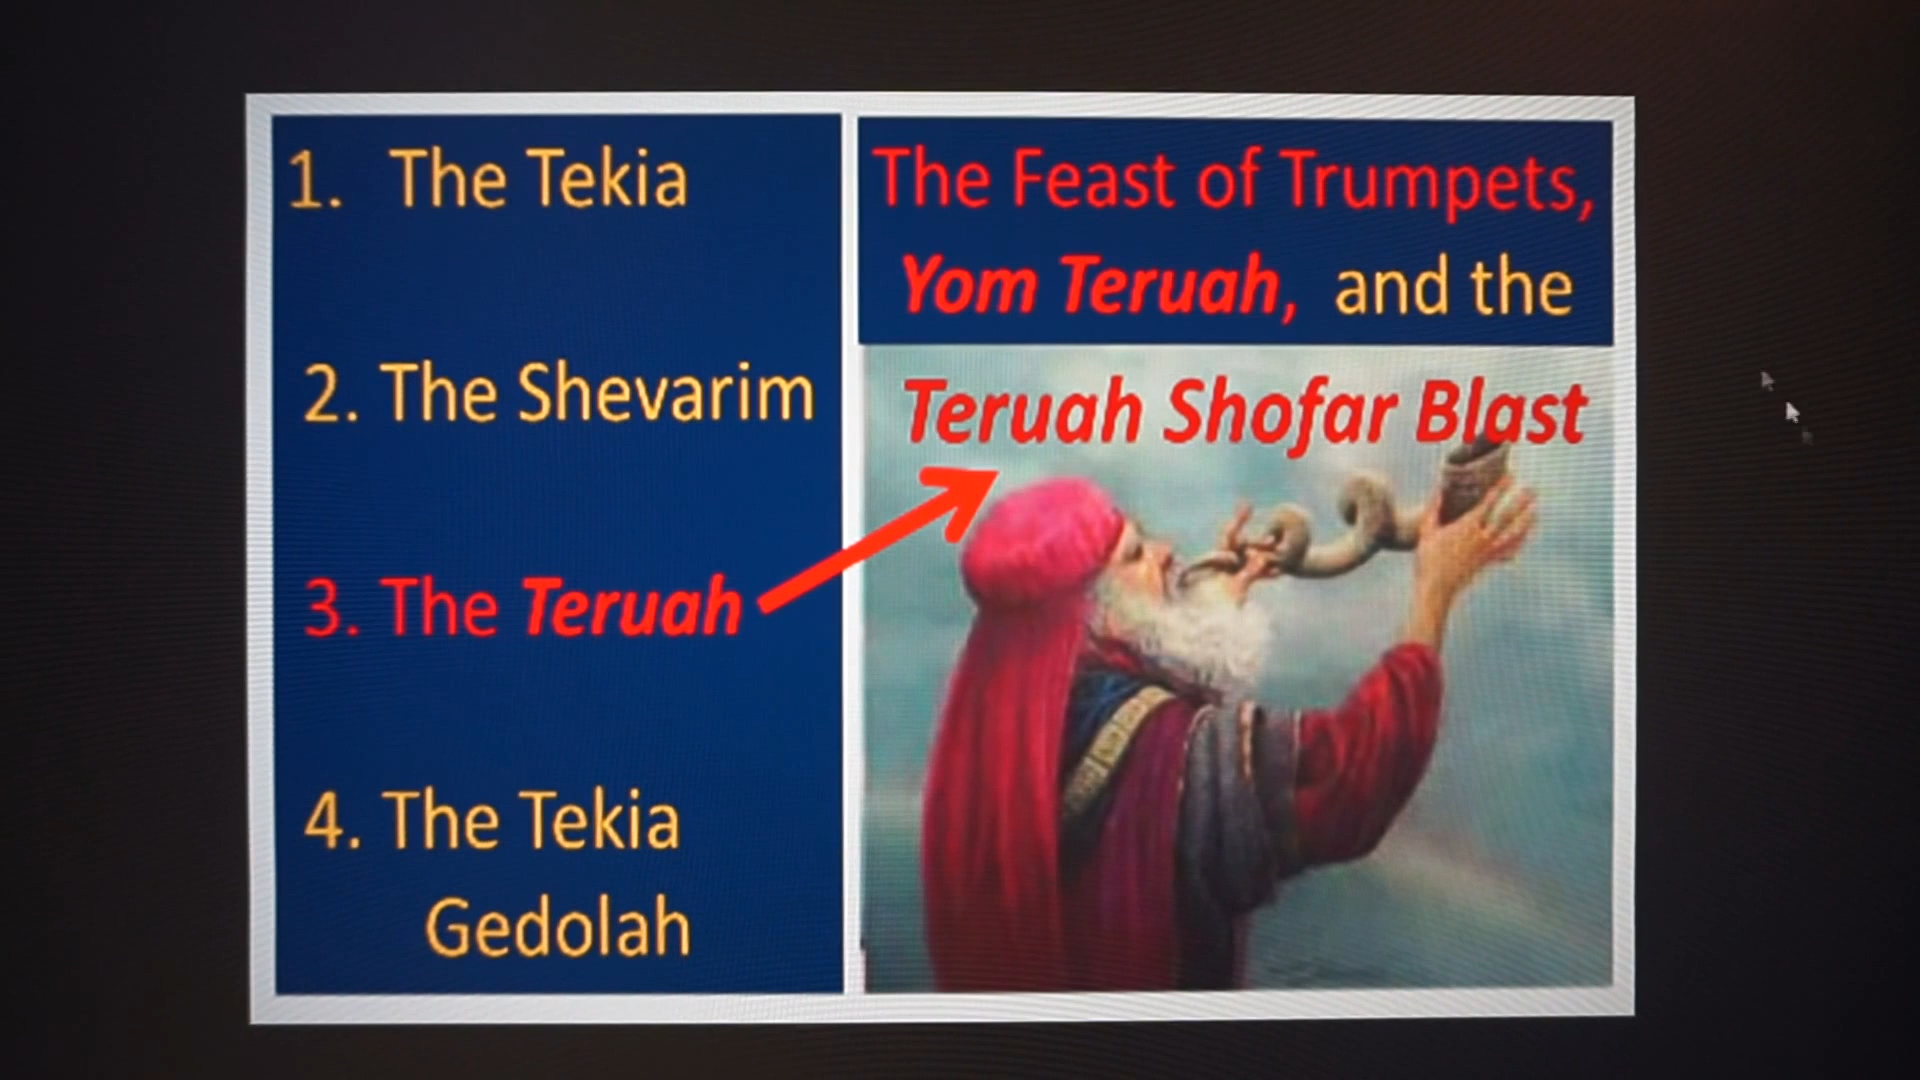 1. The Tekia
2. The Shevarim
3. The Teruah
4. The Tekia
Gedolah
The Feast of Trumpets,
Yom Teruah, and the
Teruah Shofar Blast